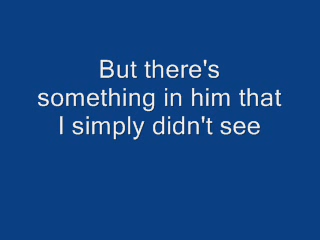 But there's
something in him that
I simply didn't see